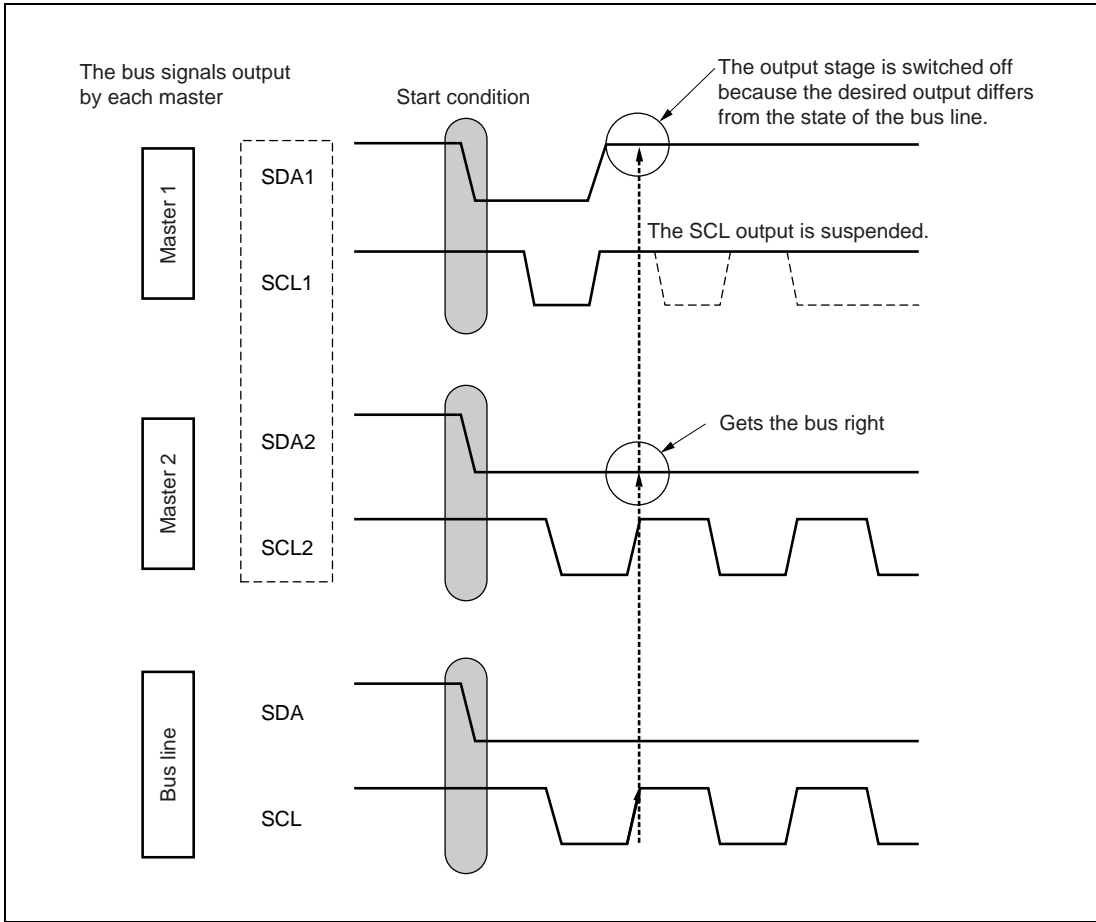 The bus signals output
by each master
Start condition
The output stage is switched off
because the desired output differs
from the state of the bus line.
Master 1
SDA1
The SCL output is suspended.
SCL1
Master 2
SDA2
Gets the bus right
SCL2
Bus line
SDA
SCL